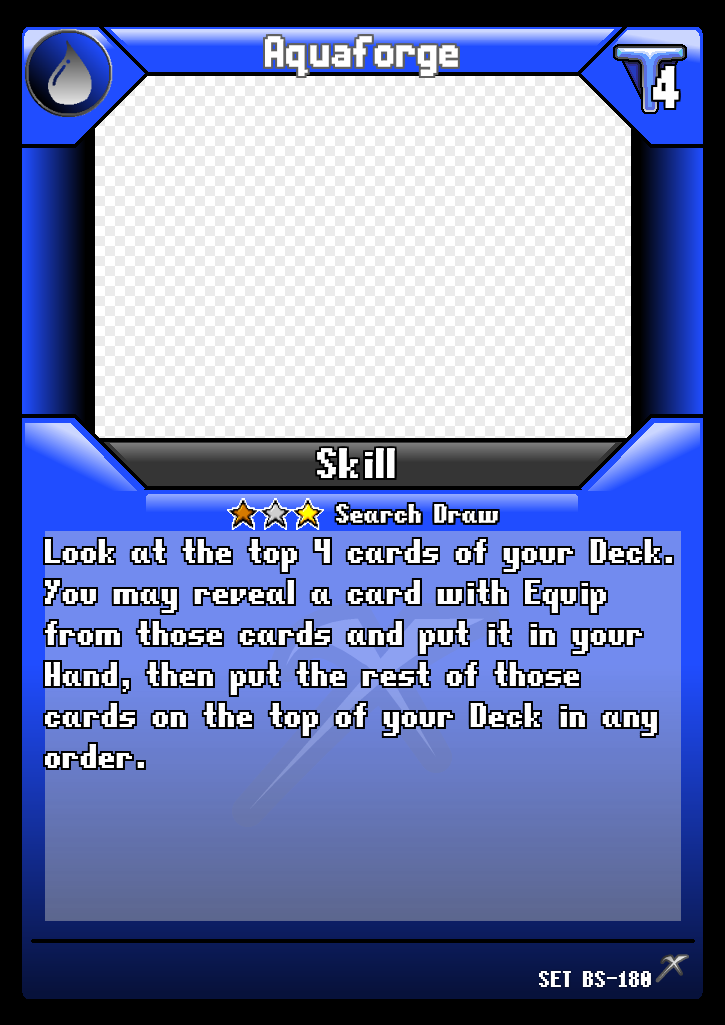 Aquaforge
T4
Skill
Search Draw
Look at the top 4 cards of your Deck.
You may reveal a card with Equip
from those cards and put it in your
Hand, then put the rest of those
cards on the top of your Deck in any
order.
SET BS-180